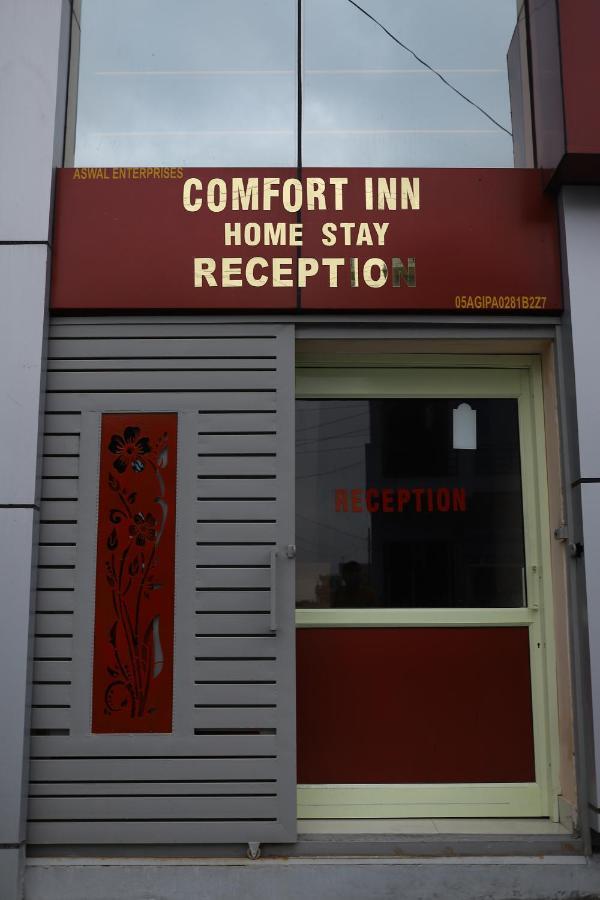 ASWAL ENTERPRISES
COMFORT INN
HOME STAY
RECEPTION
05AGIPA0281B2Z7
RECEPTION